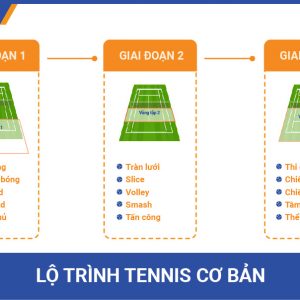 ĐOẠN 1
GIAI ĐOẠN 2
GIAI
Vùng tập 2
bóng
Tràn lưới
Slice
Volley
Smash
Tấn công
Thi
Chiế
Chiế
Tâm
Thể
LỘ TRÌNH TENNIS CƠ BẢN